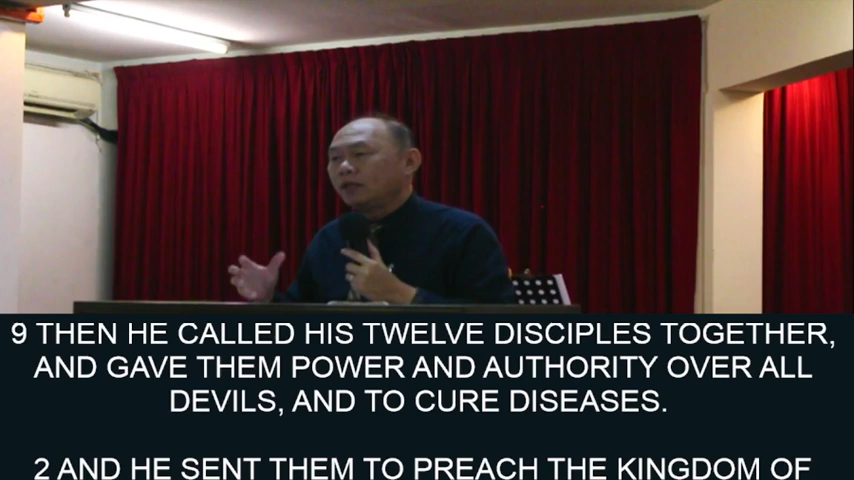 9 THEN HE CALLED HIS TWELVE DISCIPLES TOGETHER,
AND GAVE THEM POWER AND AUTHORITY OVER ALL
DEVILS, AND TO CURE DISEASES.
2 AND HE SENT THEM TO PREACH THE KINGDOM OF